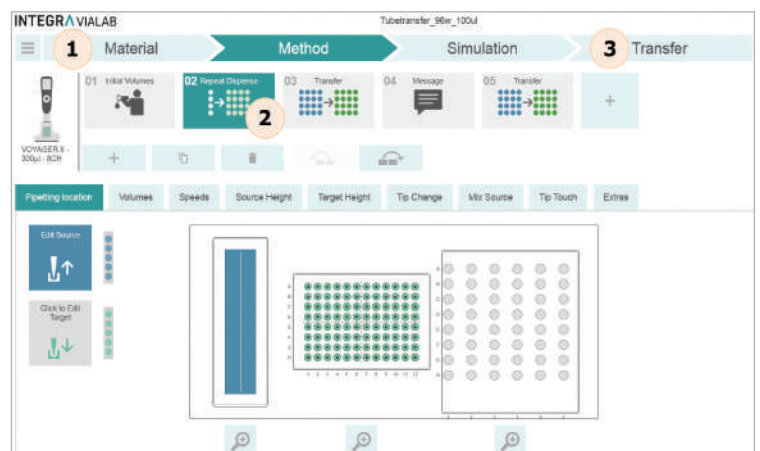 INTEGRA VIALAB
Tubetransfer_96w_100ul
1 Material
Method
Simulation
3 Transfer
01 Initial Volumes
02 Repeat Dispense
2
03 Transfer
04 Message
05 Transfer
+
VOYAGER II -
300µl - 8CH
+
Pipetting location
Volumes
Speeds
Source Height
Target Height
Tip Change
Mix Source
Tip Touch
Extras
Edit Source
Click to Edit
Target